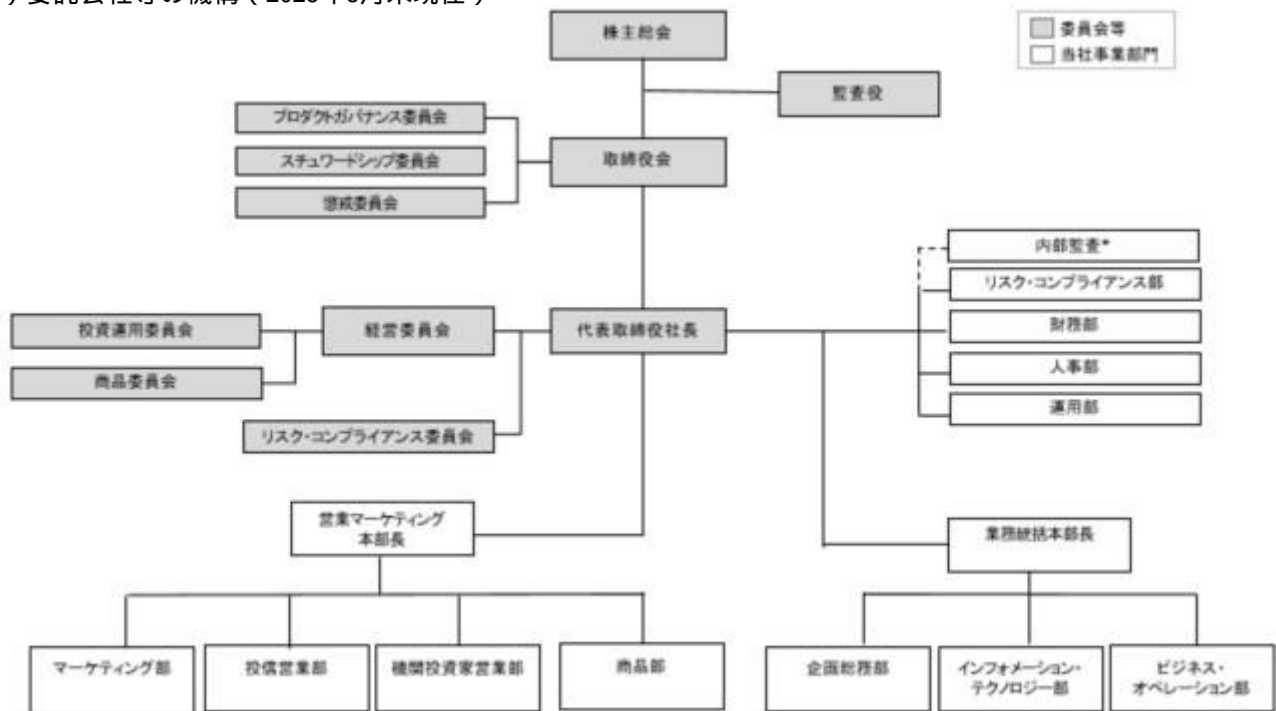 委託会社等の機構(
株主総会
委員会等
当社事業部門
監査役
プロダクトガバナンス委員会
スチュワードシップ委員会
懲戒委員会
取締役会
内部監査*
リスク・コンプライアンス部
財務部
人事部
運用部
投資運用委員会
商品委員会
経営委員会
代表取締役社長
リスク・コンプライアンス委員会
営業マーケティング
本部長
業務統括本部長
マーケティング部
投信営業部
機関投資家営業部
商品部
企画総務部
インフォメーション・
テクノロジー部
ビジネス・
オペレーション部